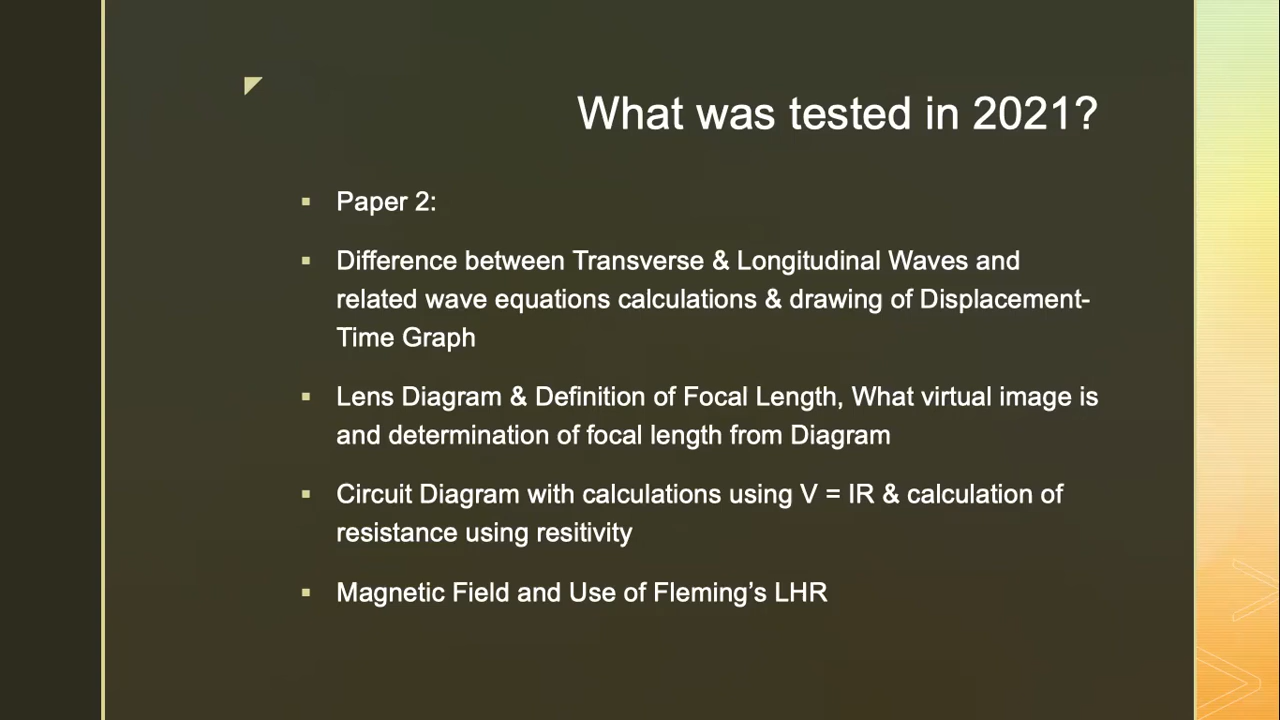 What was tested in 2021?
▪ Paper 2:
▪ Difference between Transverse & Longitudinal Waves and
related wave equations calculations & drawing of Displacement-
Time Graph
▪ Lens Diagram & Definition of Focal Length, What virtual image is
and determination of focal length from Diagram
▪ Circuit Diagram with calculations using V = IR & calculation of
resistance using resitivity
▪ Magnetic Field and Use of Fleming’s LHR